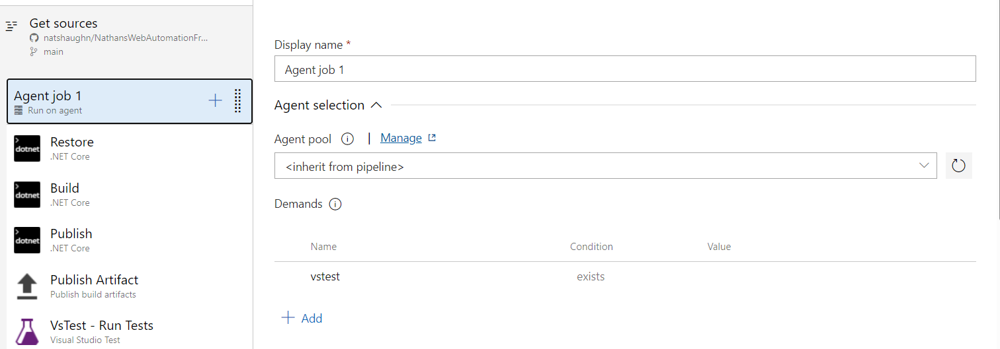 Get sources
natshaughn/NathansWebAutomationFr...
main
Agent job 1
Run on agent
dotnet
Restore
.NET Core
dotnet
Build
.NET Core
dotnet
Publish
.NET Core
Publish Artifact
Publish build artifacts
VsTest - Run Tests
Visual Studio Test
Display name *
Agent job 1
Agent selection
Agent pool | Manage
<inherit from pipeline>
Demands
Name Condition Value
vstest exists
+ Add